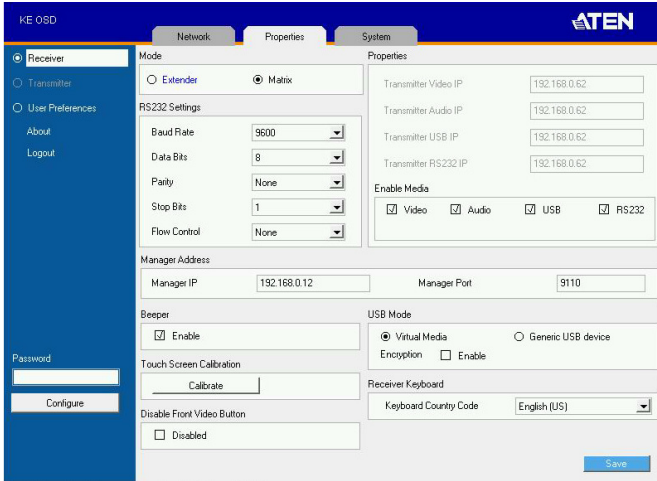 KE OSD
ATEN
Network Properties System
Receiver
Transmitter
User Preferences
About
Logout
Password
Configure
Mode
Extender Matrix
RS232 Settings
Baud Rate 9600
Data Bits 8
Parity None
Stop Bits 1
Flow Control None
Properties
Transmitter Video IP 192.168.0.62
Transmitter Audio IP 192.168.0.62
Transmitter USB IP 192.168.0.62
Transmitter RS232 IP 192.168.0.62
Enable Media
Video Audio USB RS232
Manager Address
Manager IP 192.168.0.12 Manager Port 9110
Beeper
Enable
Touch Screen Calibration
Calibrate
Disable Front Video Button
Disabled
USB Mode
Virtual Media Generic USB device
Encryption Enable
Receiver Keyboard
Keyboard Country Code English (US)
Save